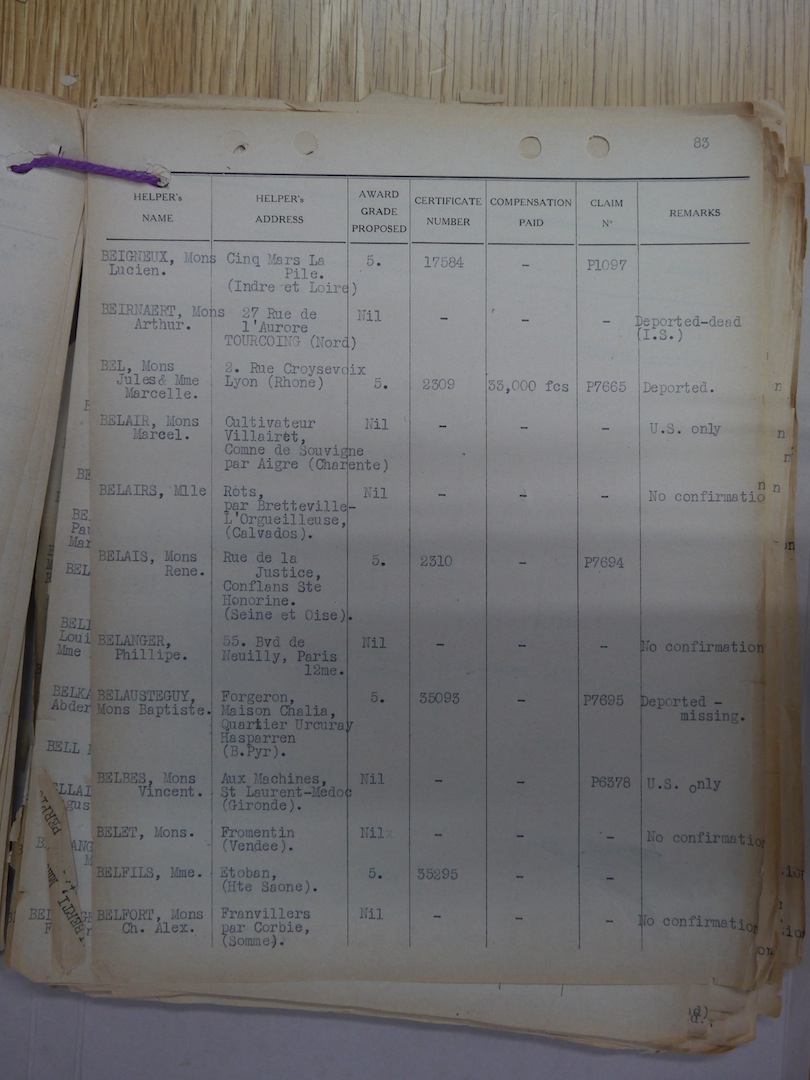 83
HELPER's NAME
HELPER's ADDRESS
AWARD GRADE PROPOSED
CERTIFICATE NUMBER
COMPENSATION PAID
CLAIM N°
REMARKS
BEIGNEUX, Mons Cinq Mars La 5. 17584 - P1097
Lucien. Pile.
(Indre et Loire)
BEIRNAERT, Mons 27 Rue de Nil - - - Deported-dead
Arthur. l'Aurore (I.S.)
TOURCOING (Nord)
BEL, Mons 2. Rue Croysevoix
Jules & Mme Lyon (Rhone) 5. 2309 33,000 fcs P7665 Deported.
Marcelle.
BELAIR, Mons Cultivateur Nil - - - U.S. only
Marcel. Villairet,
Comne de Souvigne
par Aigre (Charente)
BELAIRS, Mlle Rots, Nil - - - No confirmation
par Bretteville-
L'Orgueilleuse,
(Calvados).
BELAIS, Mons Rue de la 5. 2310 - P7694
Rene. Justice,
Conflans Ste
Honorine.
(Seine et Oise).
BELANGER, 55. Bvd de Nil - - - No confirmation
Phillipe. Neuilly, Paris
12me.
BELAUSTEGUY, Forgeron, 5. 35093 - P7695 Deported -
Mons Baptiste. Maison Chalia, missing.
Quartier Urcuray
Hasparren
(B.Pyr).
BELBES, Mons Aux Machines, Nil - - P6378 U.S. only
Vincent. St Laurent-Medoc
(Gironde).
BELET, Mons. Fromentin Nil - - - No confirmatio
(Vendee).
BELFILS, Mme. Etoban, 5. 35295 - -
(Hte Saone).
BELFORT, Mons Franvillers Nil - - - No confirmatio
Ch. Alex. par Corbie,
(Somme).